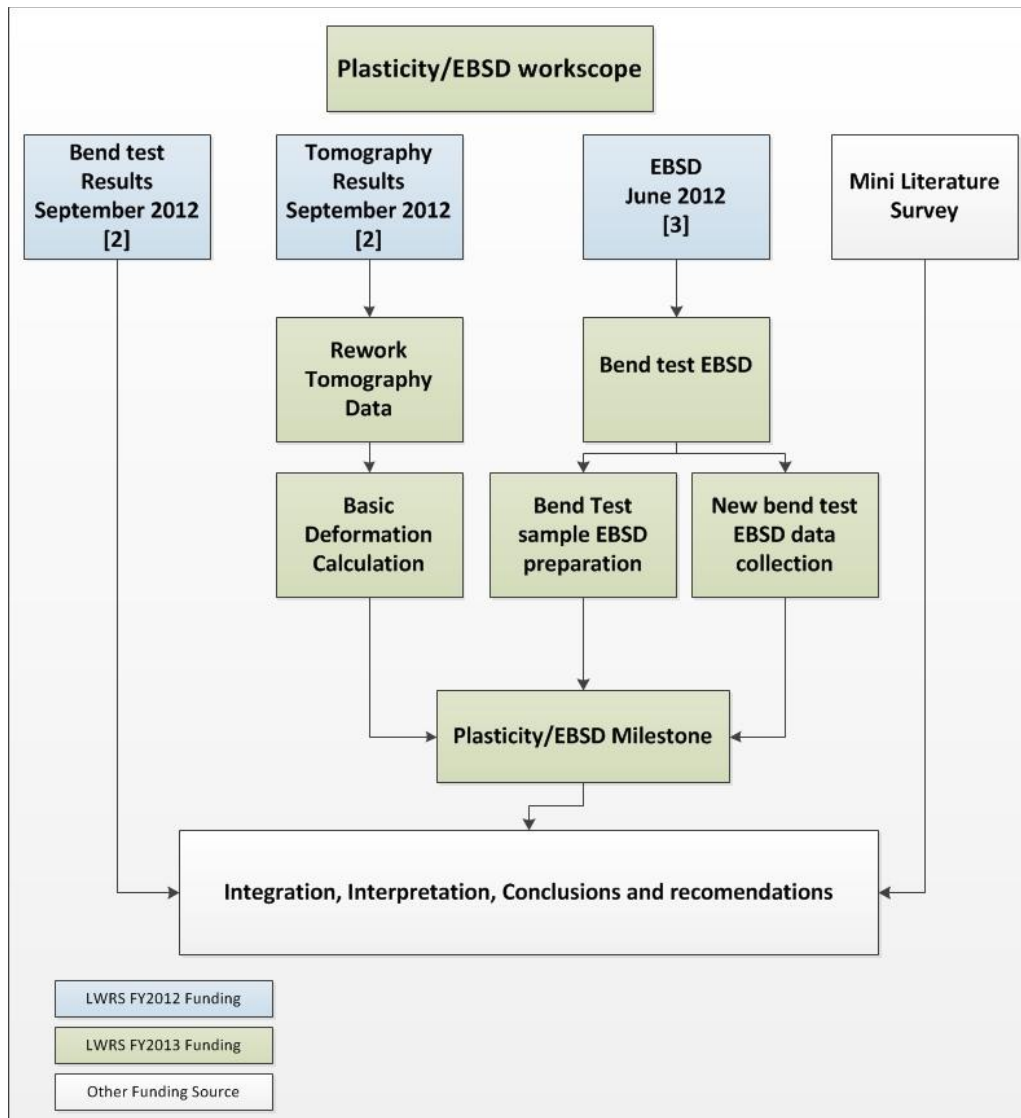 Plasticity/EBSD workscope
Bend test
Results
September 2012
[2]
Tomography
Results
September 2012
[2]
EBSD
June 2012
[3]
Mini Literature
Survey
Rework
Tomography
Data
Bend test EBSD
Basic
Deformation
Calculation
Bend Test
sample EBSD
preparation
New bend test
EBSD data
collection
Plasticity/EBSD Milestone
Integration, Interpretation, Conclusions and recomendations
LWRS FY2012 Funding
LWRS FY2013 Funding
Other Funding Source